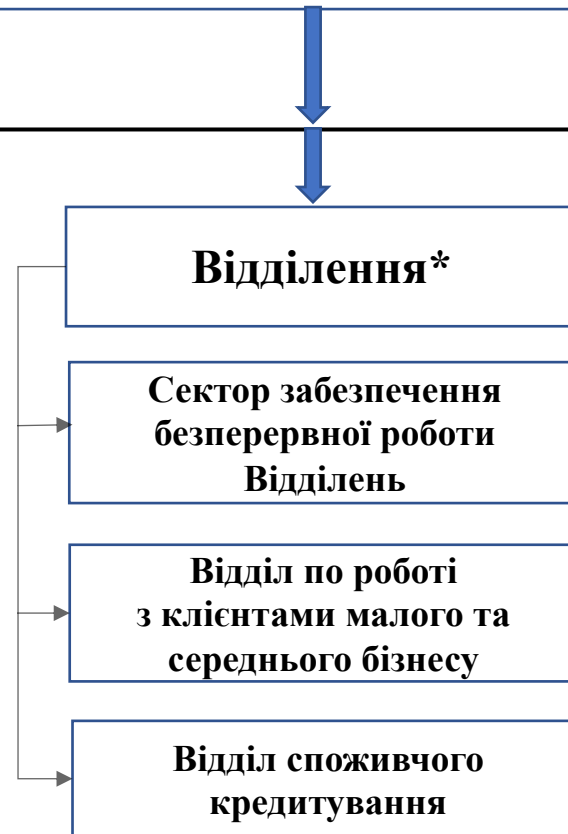 Відділення*
Сектор забезпечення
безперервної роботи
Відділень
Відділ по роботі
з клієнтами малого та
середнього бізнесу
Відділ споживчого
кредитування